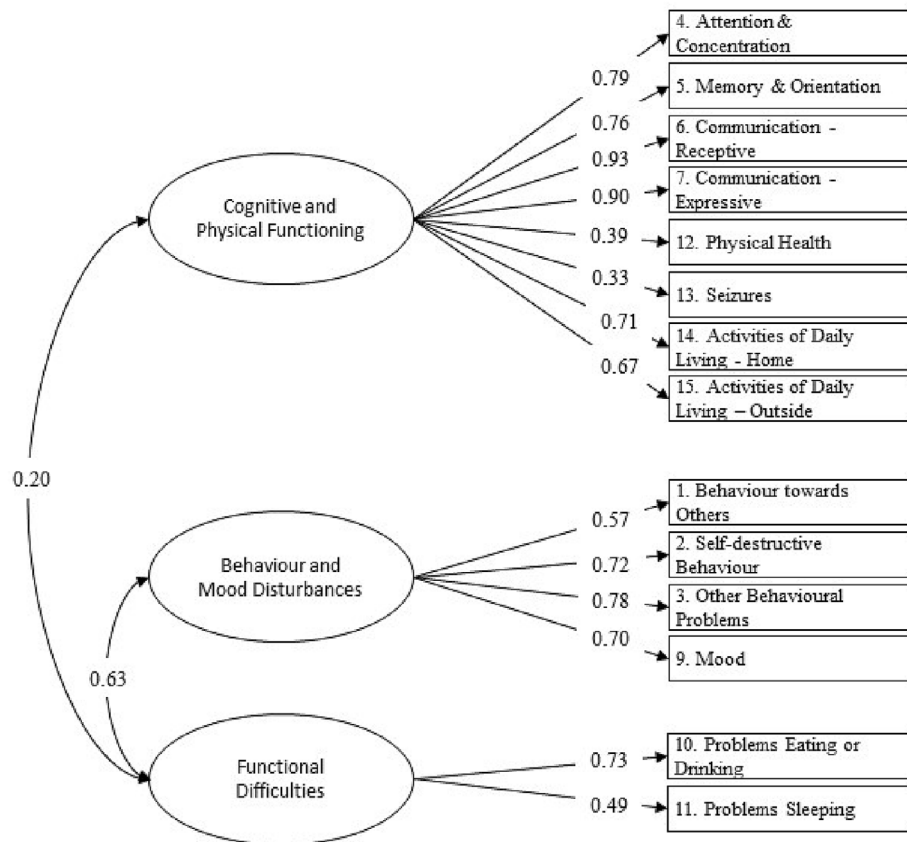 4. Attention &
Concentration
0.79
5. Memory & Orientation
0.76
6. Communication -
Receptive
0.93
7. Communication -
Expressive
0.90
Cognitive and
Physical Functioning
0.39
12. Physical Health
0.33
13. Seizures
0.71
14. Activities of Daily
Living - Home
0.67
15. Activities of Daily
Living – Outside
0.20
1. Behaviour towards
Others
0.57
2. Self-destructive
Behaviour
0.72
Behaviour and
Mood Disturbances
0.78
3. Other Behavioural
Problems
0.70
9. Mood
0.63
10. Problems Eating or
Drinking
0.73
Functional
Difficulties
0.49
11. Problems Sleeping